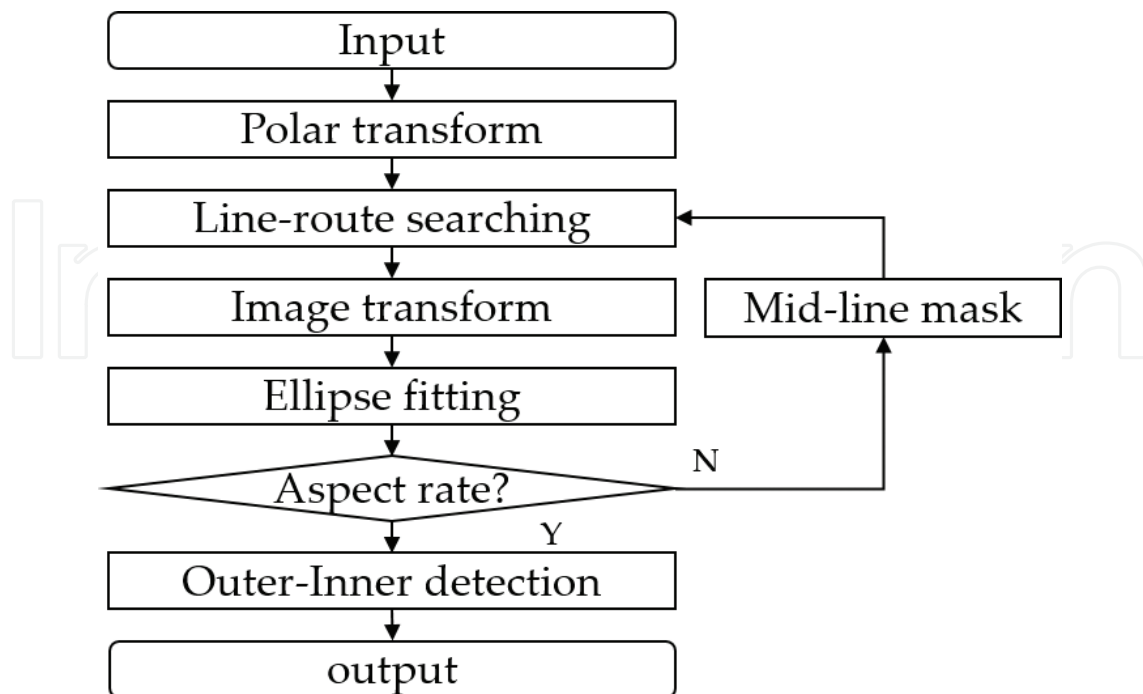 Input
Polar transform
Line-route searching
Image transform
Mid-line mask
Ellipse fitting
Aspect rate?
N
Y
Outer-Inner detection
output